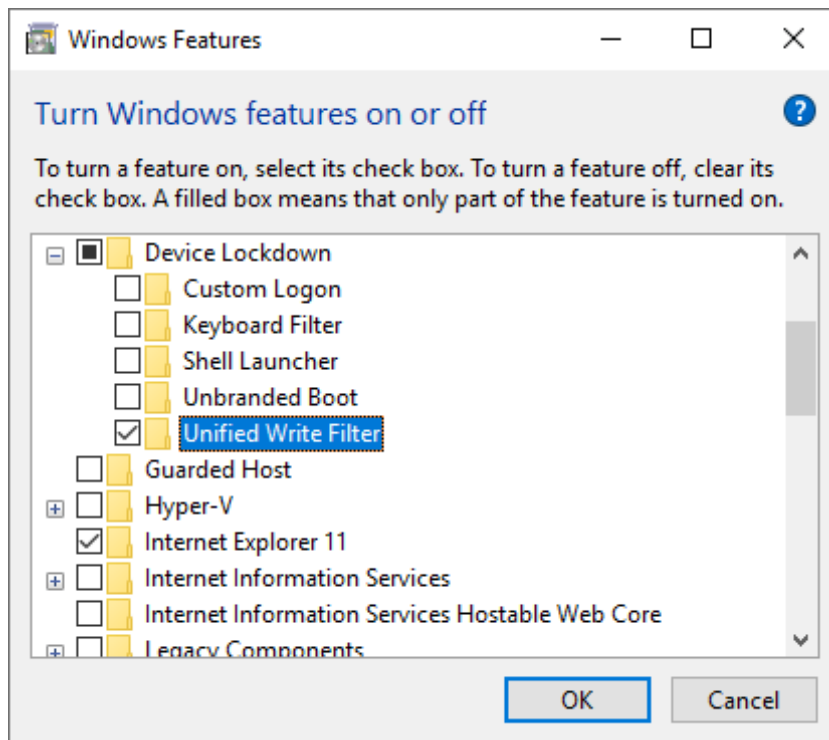 Windows Features
Turn Windows features on or off
?
To turn a feature on, select its check box. To turn a feature off, clear its
check box. A filled box means that only part of the feature is turned on.
Device Lockdown
Custom Logon
Keyboard Filter
Shell Launcher
Unbranded Boot
Unified Write Filter
Guarded Host
Hyper-V
Internet Explorer 11
Internet Information Services
Internet Information Services Hostable Web Core
Legacy Components
OK
Cancel